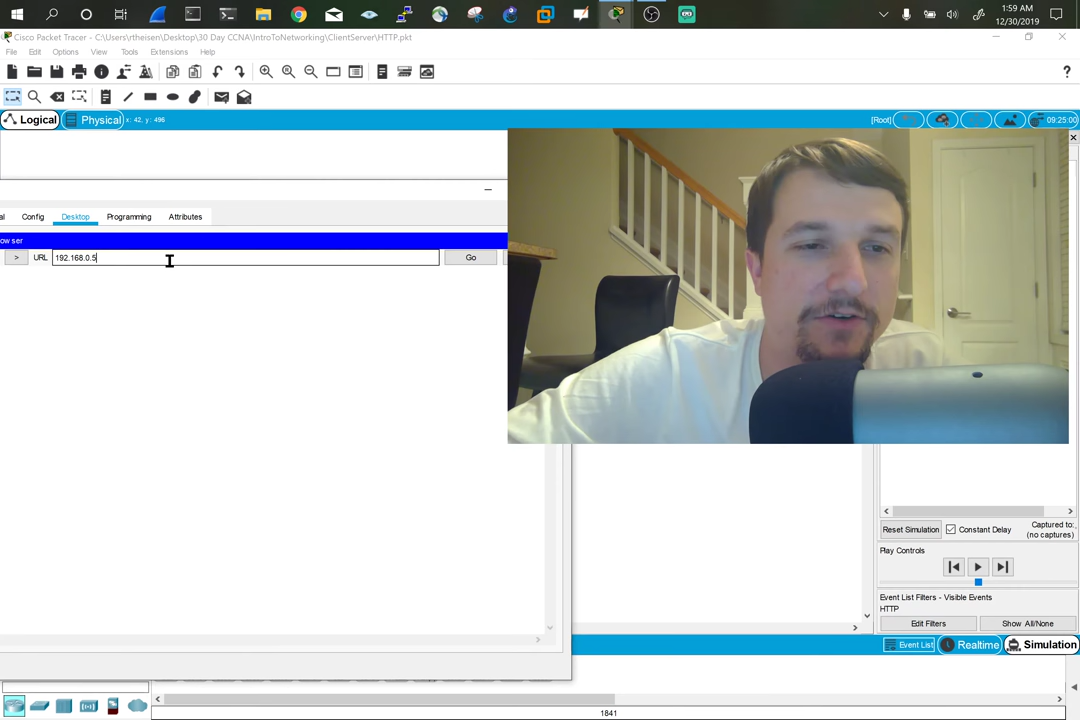 1:59 AM
12/30/2019
Cisco Packet Tracer - C:\Users\rtheisen\Desktop\30 Day CCNA\IntroToNetworking\ClientServer\HTTP.pkt
File Edit Options View Tools Extensions Help
Logical Physical x: 42, y: 496 [Root] 09:25:00
al Config Desktop Programming Attributes
owser
> URL 192.168.0.5 Go
Reset Simulation Constant Delay Captured to:
(no captures)
Play Controls
Event List Filters - Visible Events
HTTP
Edit Filters Show All/None
Event List Realtime Simulation
1841